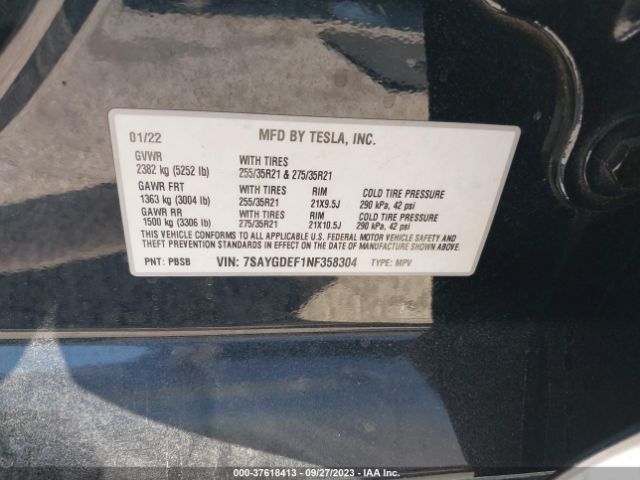 01/22 MFD BY TESLA, INC.
GVWR WITH TIRES
2382 kg (5252 lb) 255/35R21 & 275/35R21
GAWR FRT WITH TIRES RIM COLD TIRE PRESSURE
1363 kg (3004 lb) 255/35R21 21X9.5J 290 kPa, 42 psi
GAWR RR WITH TIRES RIM COLD TIRE PRESSURE
1500 kg (3306 lb) 275/35R21 21X10.5J 290 kPa, 42 psi
THIS VEHICLE CONFORMS TO ALL APPLICABLE U.S. FEDERAL MOTOR VEHICLE SAFETY AND
THEFT PREVENTION STANDARDS IN EFFECT ON THE DATE OF MANUFACTURE SHOWN ABOVE.
PNT: PBSB VIN: 7SAYGDEF1NF358304 TYPE: MPV
000-37618413 - 09/27/2023 - IAA Inc.